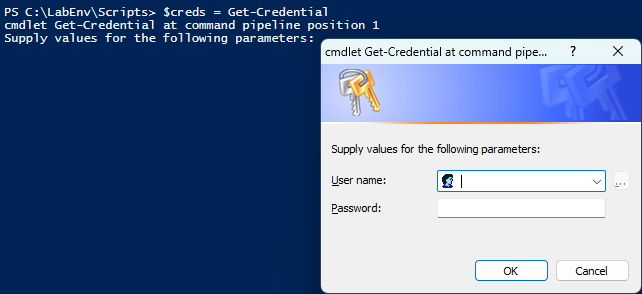 PS C:\LabEnv\Scripts> $creds = Get-Credential
cmdlet Get-Credential at command pipeline position 1
Supply values for the following parameters:
cmdlet Get-Credential at command pipe...
?
Supply values for the following parameters:
User name:
...
Password:
OK
Cancel